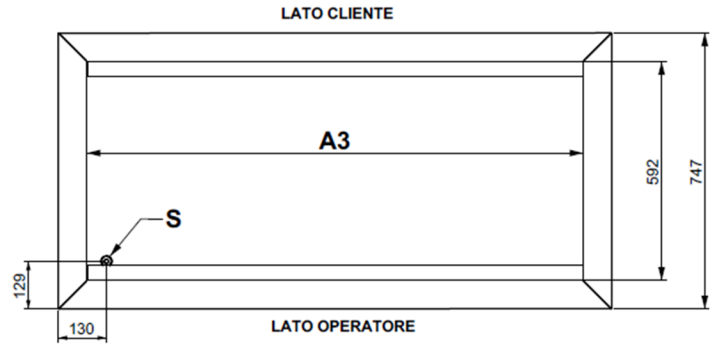 LATO CLIENTE
A3
592
747
S
129
130
LATO OPERATORE